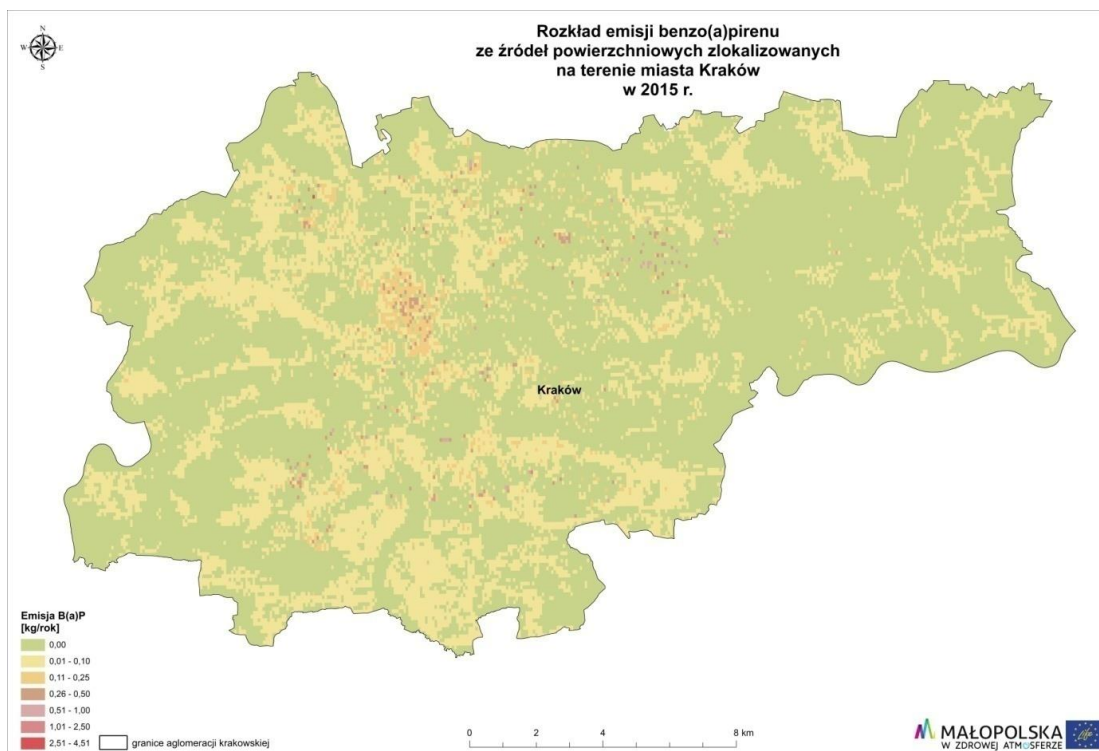 Rozkład emisji benzo(a)pirenu
ze źródeł powierzchniowych zlokalizowanych
na terenie miasta Kraków
w 2015 r.
N
W E
S
Kraków
Emisja B(a)P
[kg/rok]
0,00
0,01 - 0,10
0,11 - 0,25
0,26 - 0,50
0,51 - 1,00
1,01 - 2,50
2,51 - 4,51
granice aglomeracji krakowskiej
0 2 4 8 km
MAŁOPOLSKA
W ZDROWEJ ATMOSFERZE
life